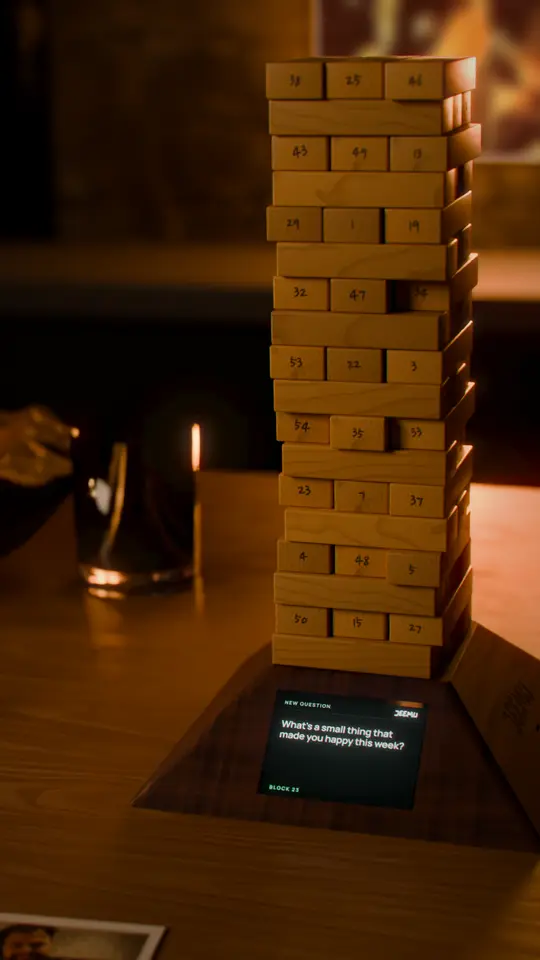 38 25 46
43 49 13
29 1 19
32 47 34
53 22 3
54 35 33
23 7 37
4 48 5
50 15 27
NEW QUESTION
JEEMU
What's a small thing that
made you happy this week?
BLOCK 23